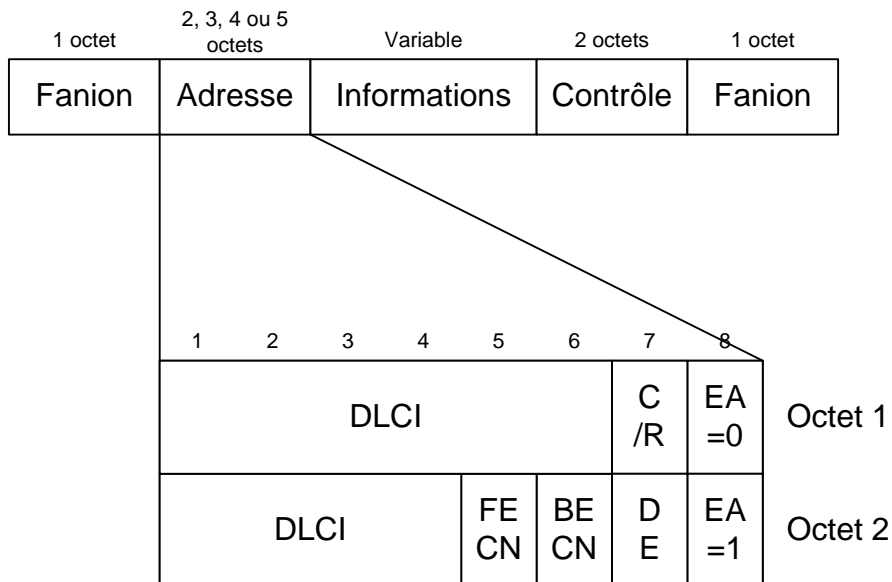 1 octet
2, 3, 4 ou 5
octets
Variable
2 octets
1 octet
Fanion
Adresse
Informations
Contrôle
Fanion
1 2 3 4 5 6 7 8
DLCI
C
/R
EA
=0
Octet 1
DLCI
FE
CN
BE
CN
D
E
EA
=1
Octet 2